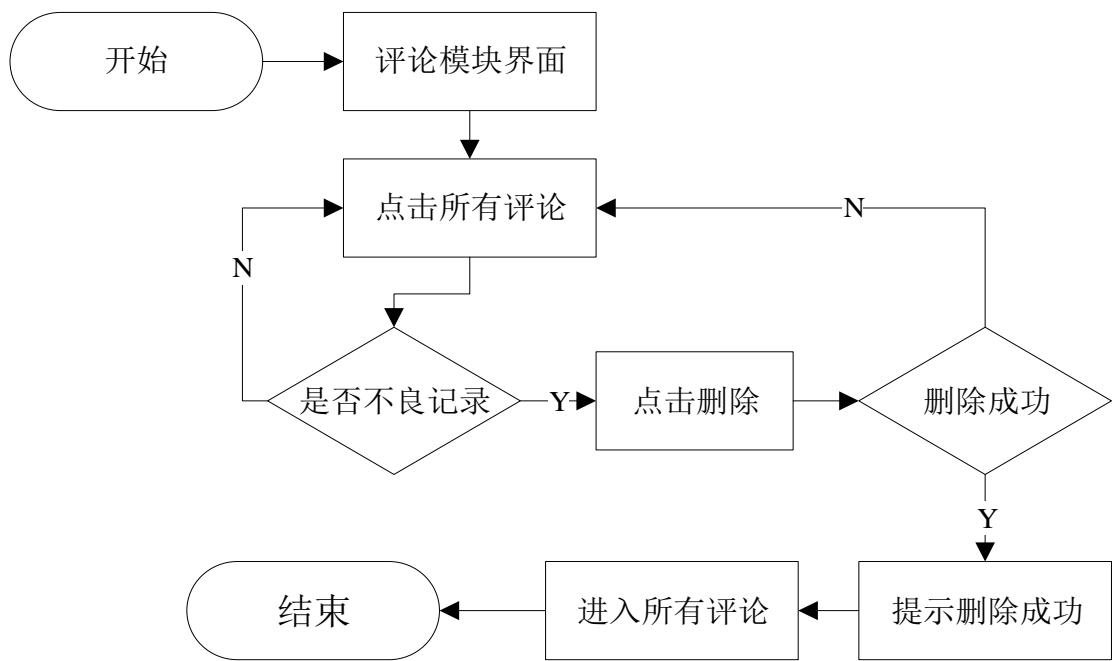 开始
评论模块界面
点击所有评论
N
N
是否不良记录
Y
点击删除
删除成功
Y
结束
进入所有评论
提示删除成功